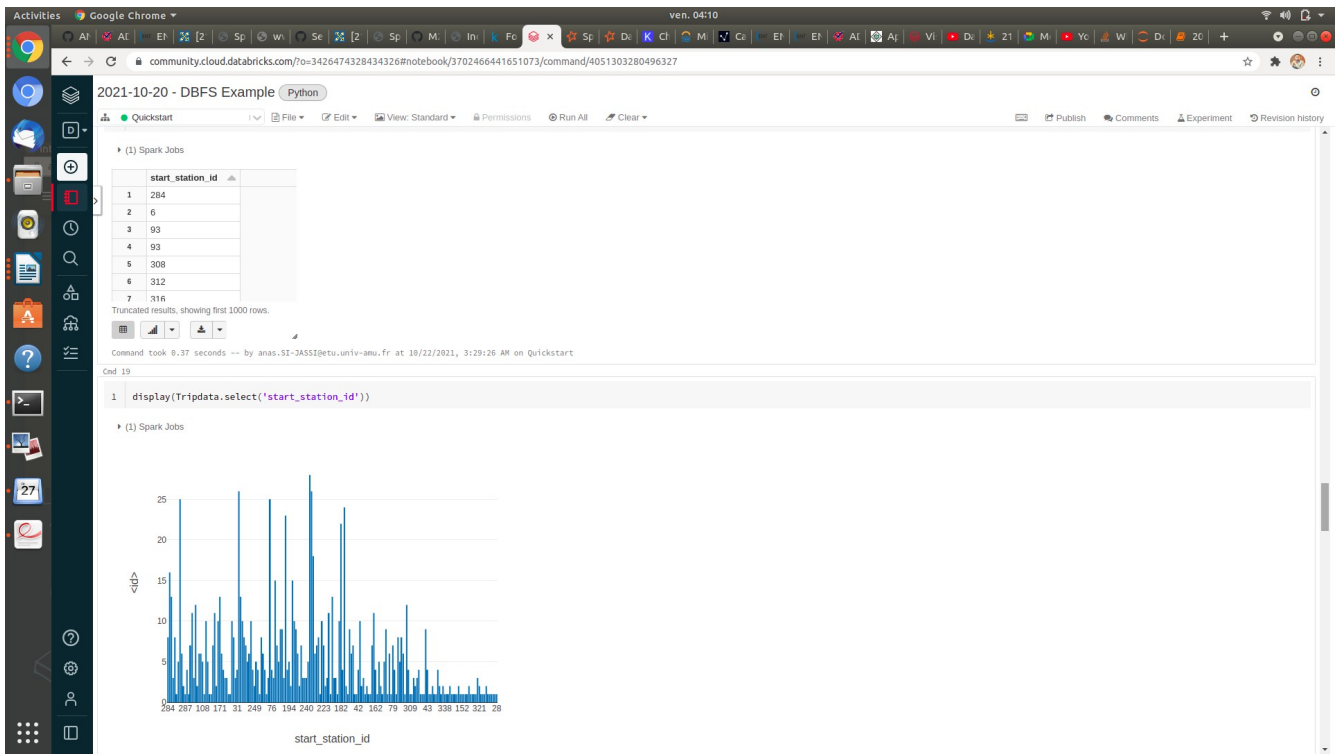 Activities
Google Chrome
ven. 04:10
community.cloud.databricks.com/?o=3426474328434326#notebook/3702466441651073/command/4051303280496327
2021-10-20 - DBFS Example Python
Quickstart File Edit View: Standard Permissions Run All Clear Publish Comments Experiment Revision history
(1) Spark Jobs
start_station_id
1 284
2 6
3 93
4 93
5 308
6 312
7 316
Truncated results, showing first 1000 rows.
Command took 0.37 seconds -- by anas.SI-JASSI@etu.univ-amu.fr at 10/22/2021, 3:29:26 AM on Quickstart
Cmd 19
1 display(Tripdata.select('start_station_id'))
(1) Spark Jobs
25
20
15
10
5
0
<id>
284 287 108 171 31 249 76 194 240 223 182 42 162 79 309 43 338 152 321 28
start_station_id
27